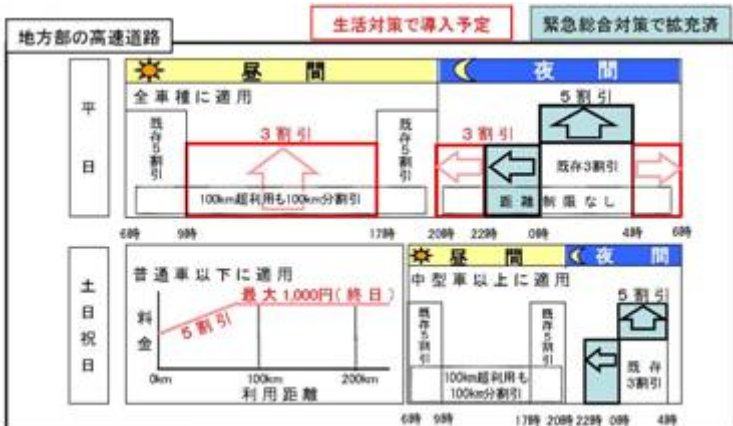 生活対策で導入予定
緊急総合対策で拡充済
地方部の高速道路
平日
昼間
夜間
全車種に適用
既存5割引
3割引
既存5割引
100km超利用も100km分割引
5割引
3割引
既存3割引
距離制限なし
6時 9時 17時 20時 22時 0時 4時 6時
土日祝日
普通車以下に適用
最大1,000円(終日)
5割引
料金
0km 100km 200km
利用距離
昼間
夜間
中型車以上に適用
既存5割引
既存5割引
100km超利用も
100km分割引
5割引
既存
3割引
6時 9時 17時 20時 22時 0時 4時